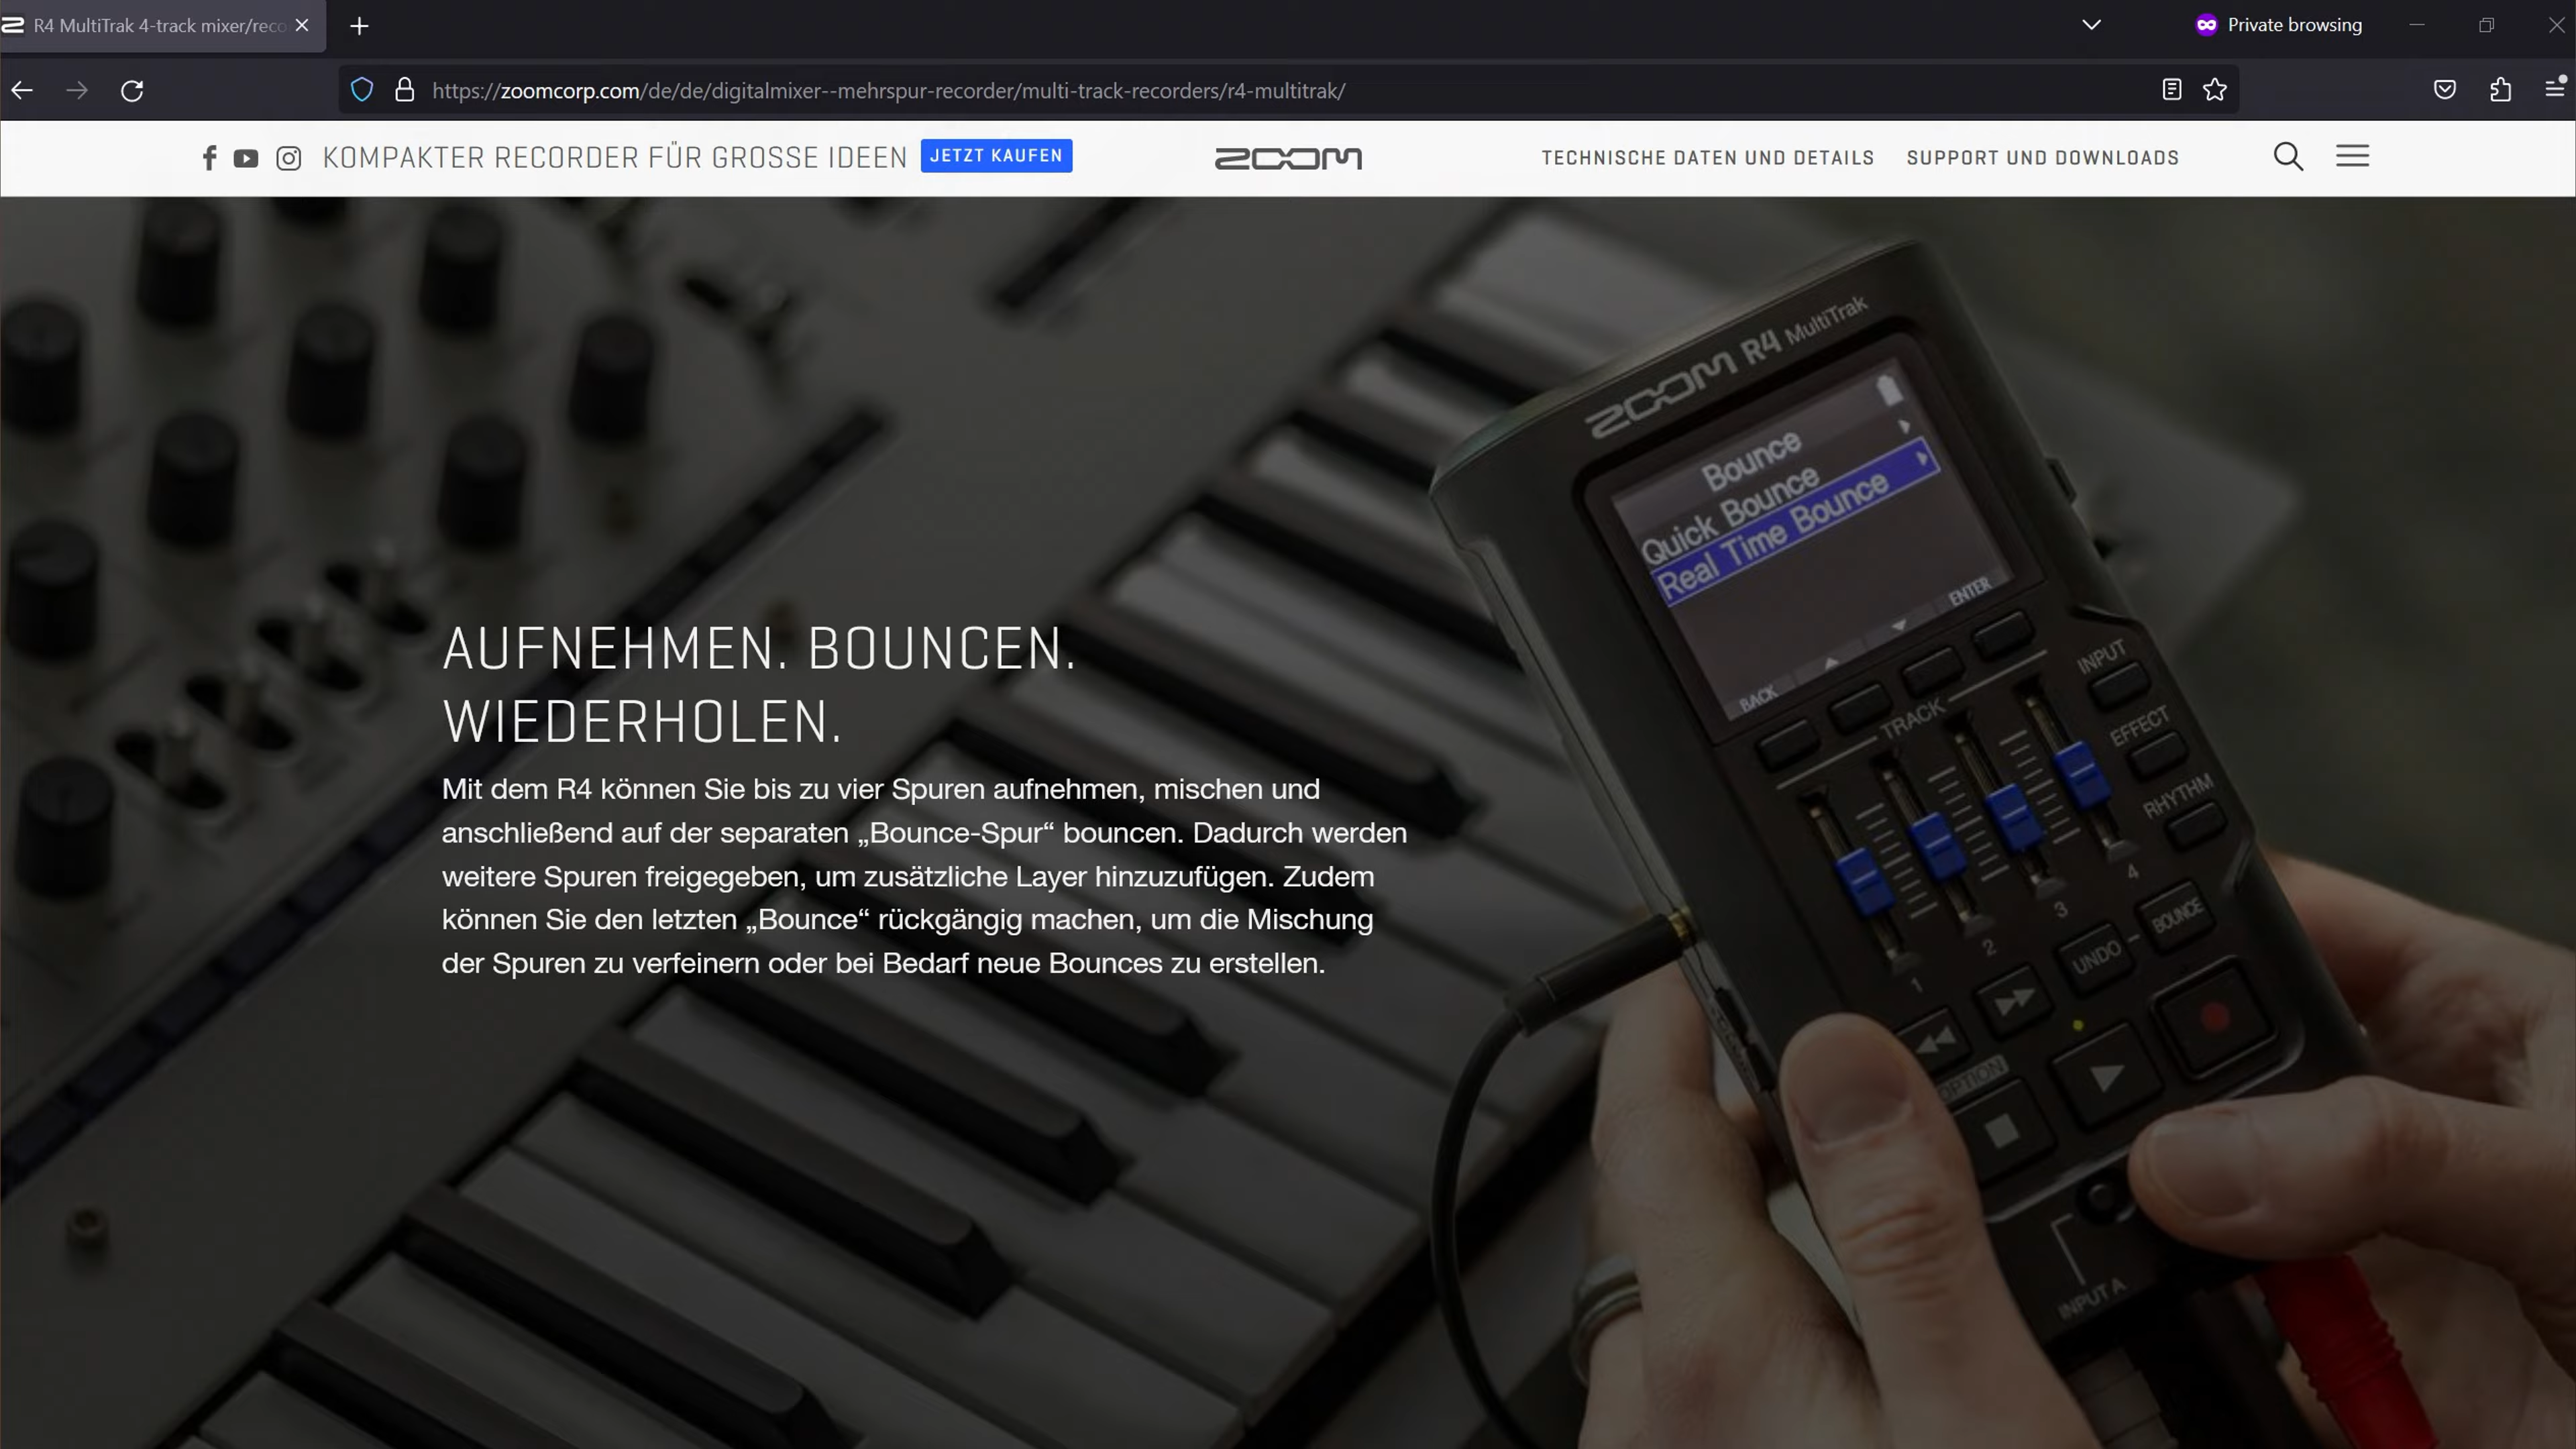 R4 MultiTrak 4-track mixer/reco
Private browsing
https://zoomcorp.com/de/de/digitalmixer--mehrspur-recorder/multi-track-recorders/r4-multitrak/
KOMPAKTER RECORDER FÜR GROSSE IDEEN
JETZT KAUFEN
ZOOM
TECHNISCHE DATEN UND DETAILS
SUPPORT UND DOWNLOADS
AUFNEHMEN. BOUNCEN.
WIEDERHOLEN.
Mit dem R4 können Sie bis zu vier Spuren aufnehmen, mischen und
anschließend auf der separaten „Bounce-Spur“ bouncen. Dadurch werden
weitere Spuren freigegeben, um zusätzliche Layer hinzuzufügen. Zudem
können Sie den letzten „Bounce“ rückgängig machen, um die Mischung
der Spuren zu verfeinern oder bei Bedarf neue Bounces zu erstellen.
ZOOM R4 MultiTrak
Bounce
Quick Bounce
Real Time Bounce
BACK
ENTER
TRACK
INPUT
EFFECT
RHYTHM
1
2
3
4
UNDO - BOUNCE
OPTION
INPUT A